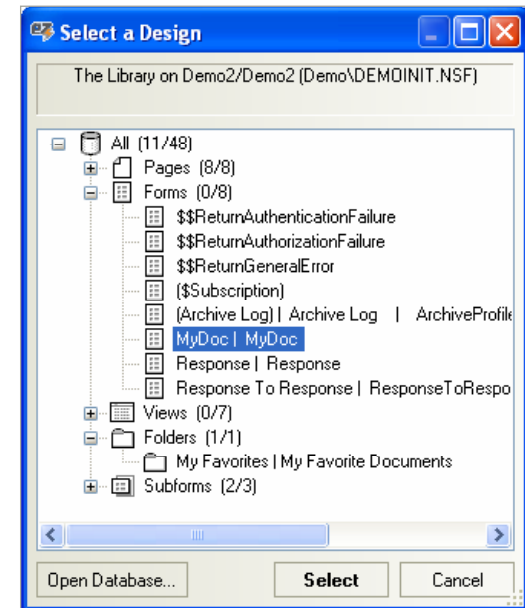 Select a Design
The Library on Demo2/Demo2 (Demo\DEMOINIT.NSF)
All (11/48)
Pages (8/8)
Forms (0/8)
$$ReturnAuthenticationFailure
$$ReturnAuthorizationFailure
$$ReturnGeneralError
($Subscription)
(Archive Log) | Archive Log | ArchiveProfile
MyDoc | MyDoc
Response | Response
Response To Response | ResponseToRespo
Views (0/7)
Folders (1/1)
My Favorites | My Favorite Documents
Subforms (2/3)
Open Database... Select Cancel